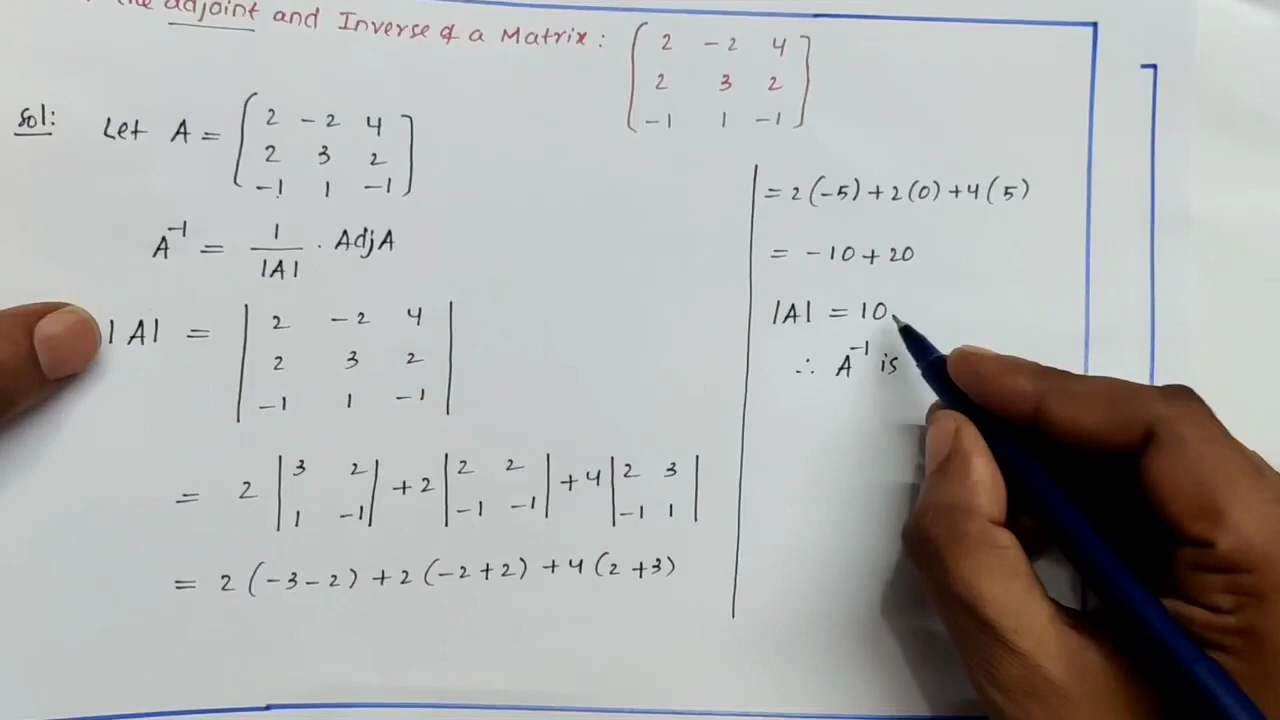 the adjoint and Inverse of a Matrix: [ 2 -2 4
2 3 2
-1 1 -1 ]
Sol: Let A = [ 2 -2 4
2 3 2
-1 1 -1 ]
A⁻¹ = 1/|A| . AdjA
|A| = | 2 -2 4
2 3 2
-1 1 -1 |
= 2 | 3 2
1 -1 | +2 | 2 2
-1 -1 | +4 | 2 3
-1 1 |
= 2 (-3-2) +2 (-2+2) +4 (2+3)
= 2 (-5) +2 (0) +4 (5)
= -10 +20
|A| = 10
∴ A⁻¹ is